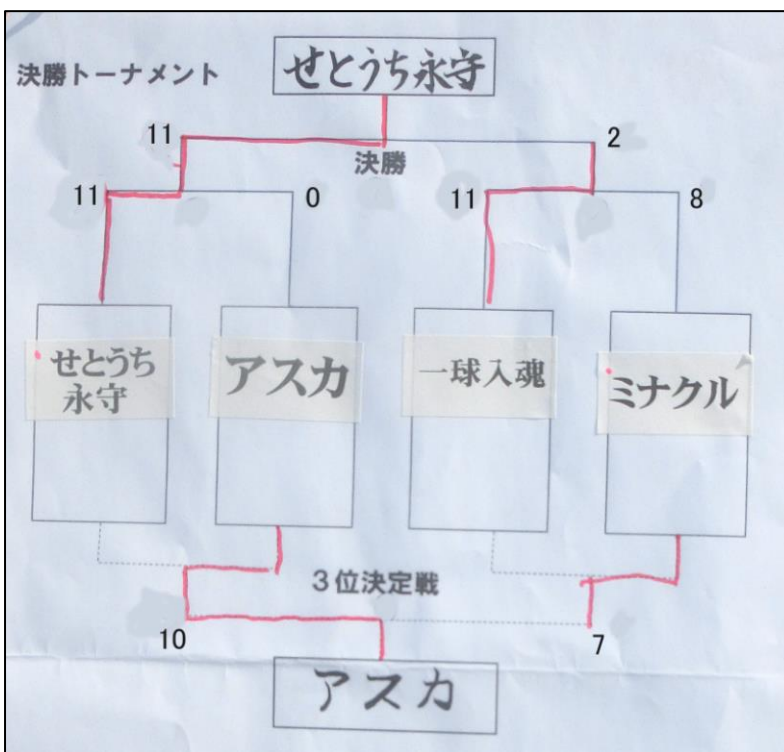 せとうち永守
決勝トーナメント
11 2
決勝
11 0 11 8
せとうち
永守
アスカ
一球入魂
ミナクル
3位決定戦
10 7
アスカ